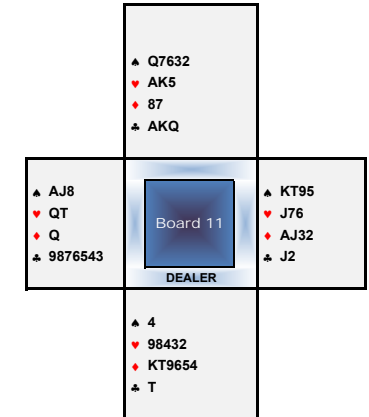 ♠ Q7632
♥ AK5
♦ 87
♣ AKQ
♠ AJ8
♥ QT
♦ Q
♣ 9876543
Board 11
DEALER
♠ KT95
♥ J76
♦ AJ32
♣ J2
♠ 4
♥ 98432
♦ KT9654
♣ T